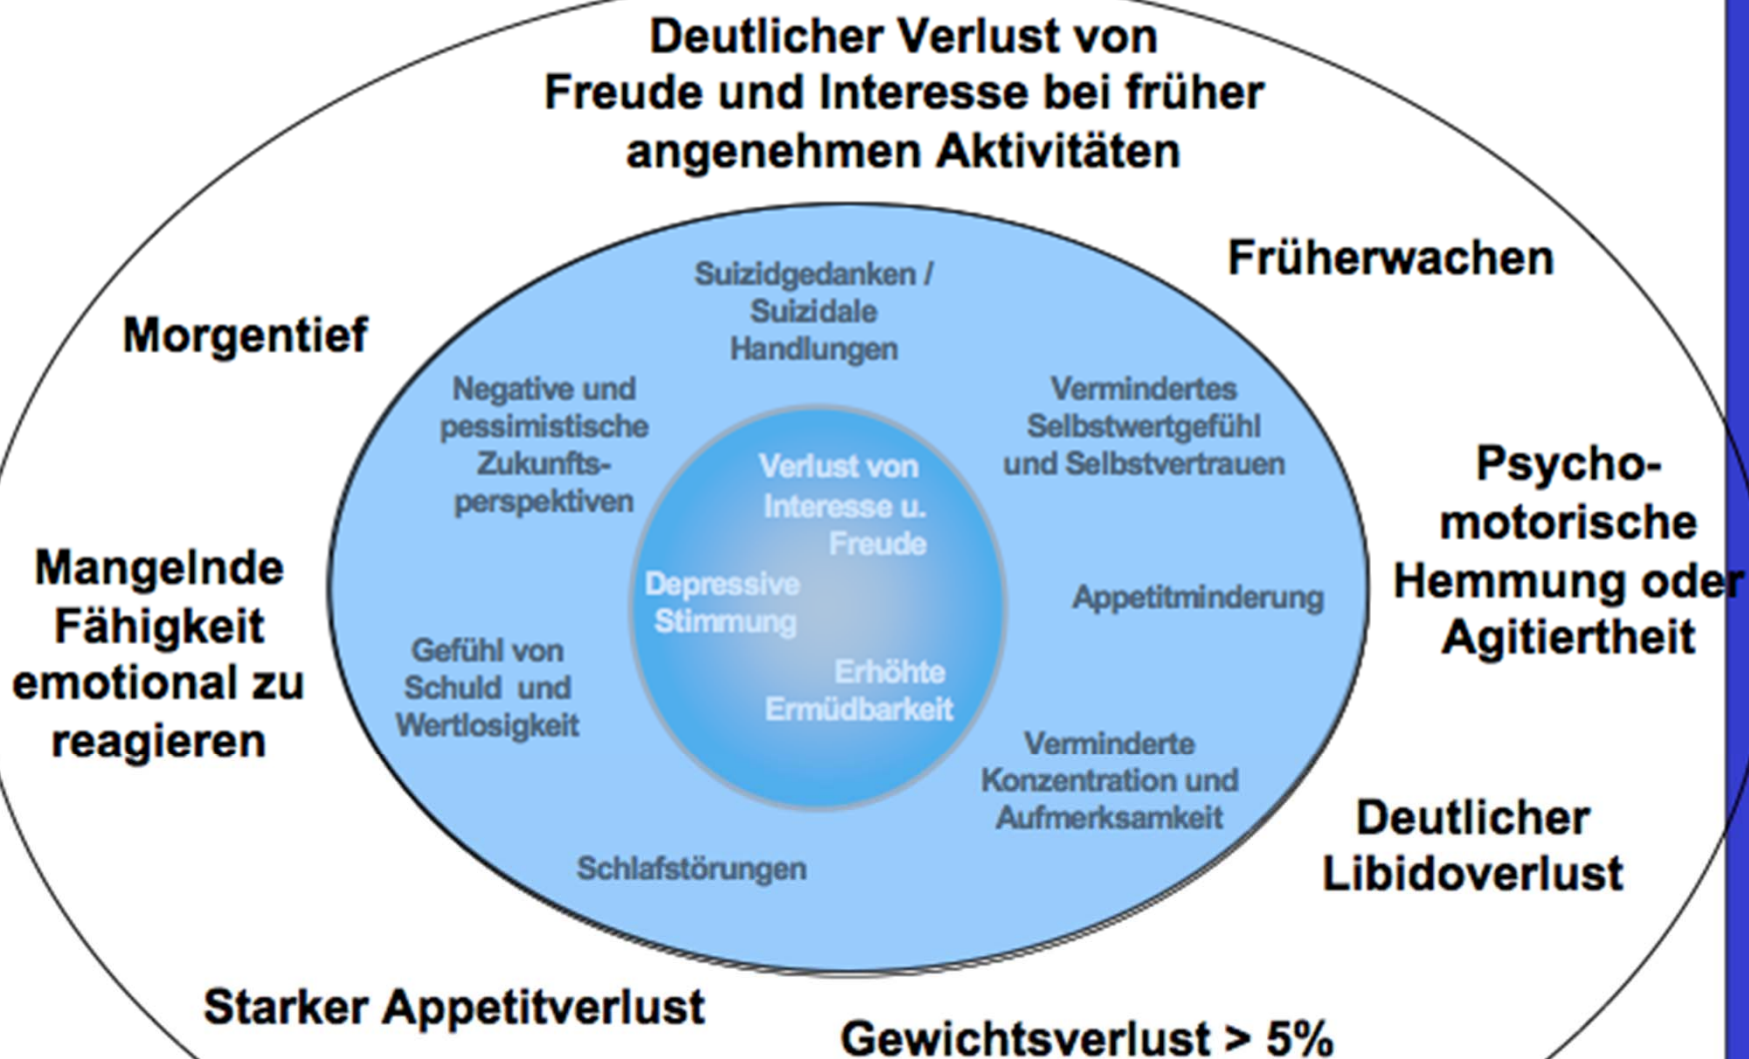 Deutlicher Verlust von
Freude und Interesse bei früher
angenehmen Aktivitäten
Früherwachen
Morgentief
Suizidgedanken /
Suizidale
Handlungen
Negative und
pessimistische
Zukunfts-
perspektiven
Vermindertes
Selbstwertgefühl
und Selbstvertrauen
Verlust von
Interesse u.
Freude
Depressive
Stimmung
Erhöhte
Ermüdbarkeit
Psycho-
motorische
Hemmung oder
Agitiertheit
Mangelnde
Fähigkeit
emotional zu
reagieren
Appetitminderung
Gefühl von
Schuld und
Wertlosigkeit
Verminderte
Konzentration und
Aufmerksamkeit
Schlafstörungen
Deutlicher
Libidoverlust
Starker Appetitverlust
Gewichtsverlust > 5%